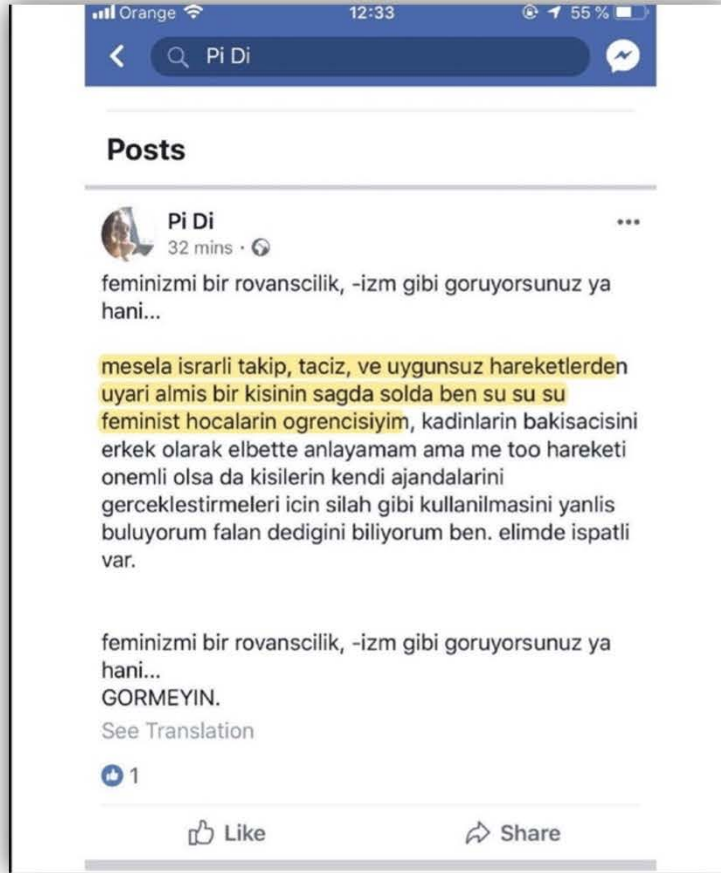 Orange 12:33 55 %
Pi Di
Posts
Pi Di
32 mins ·
feminizmi bir rovanscilik, -izm gibi goruyorsunuz ya
hani...
mesela israrli takip, taciz, ve uygunsuz hareketlerden
uyari almis bir kisinin sagda solda ben su su su
feminist hocalarin ogrencisiyim, kadinlarin bakisacisini
erkek olarak elbette anlayamam ama me too hareketi
onemli olsa da kisilerin kendi ajandalarini
gerceklestirmeleri icin silah gibi kullanilmasini yanlis
buluyorum falan dedigini biliyorum ben. elimde ispatli
var.
feminizmi bir rovanscilik, -izm gibi goruyorsunuz ya
hani...
GORMEYIN.
See Translation
1
Like Share